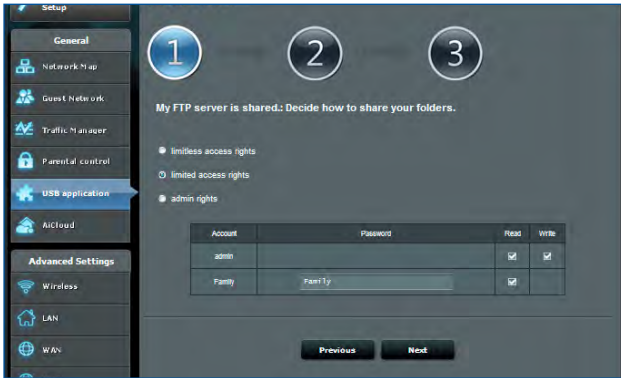 Setup
General
Network Map
Guest Network
Traffic Manager
Parental control
USB application
AiCloud
Advanced Settings
Wireless
LAN
WAN
1 2 3
My FTP server is shared.: Decide how to share your folders.
limitless access rights
limited access rights
admin rights
Account Password Read Write
admin
Family Family
Previous Next